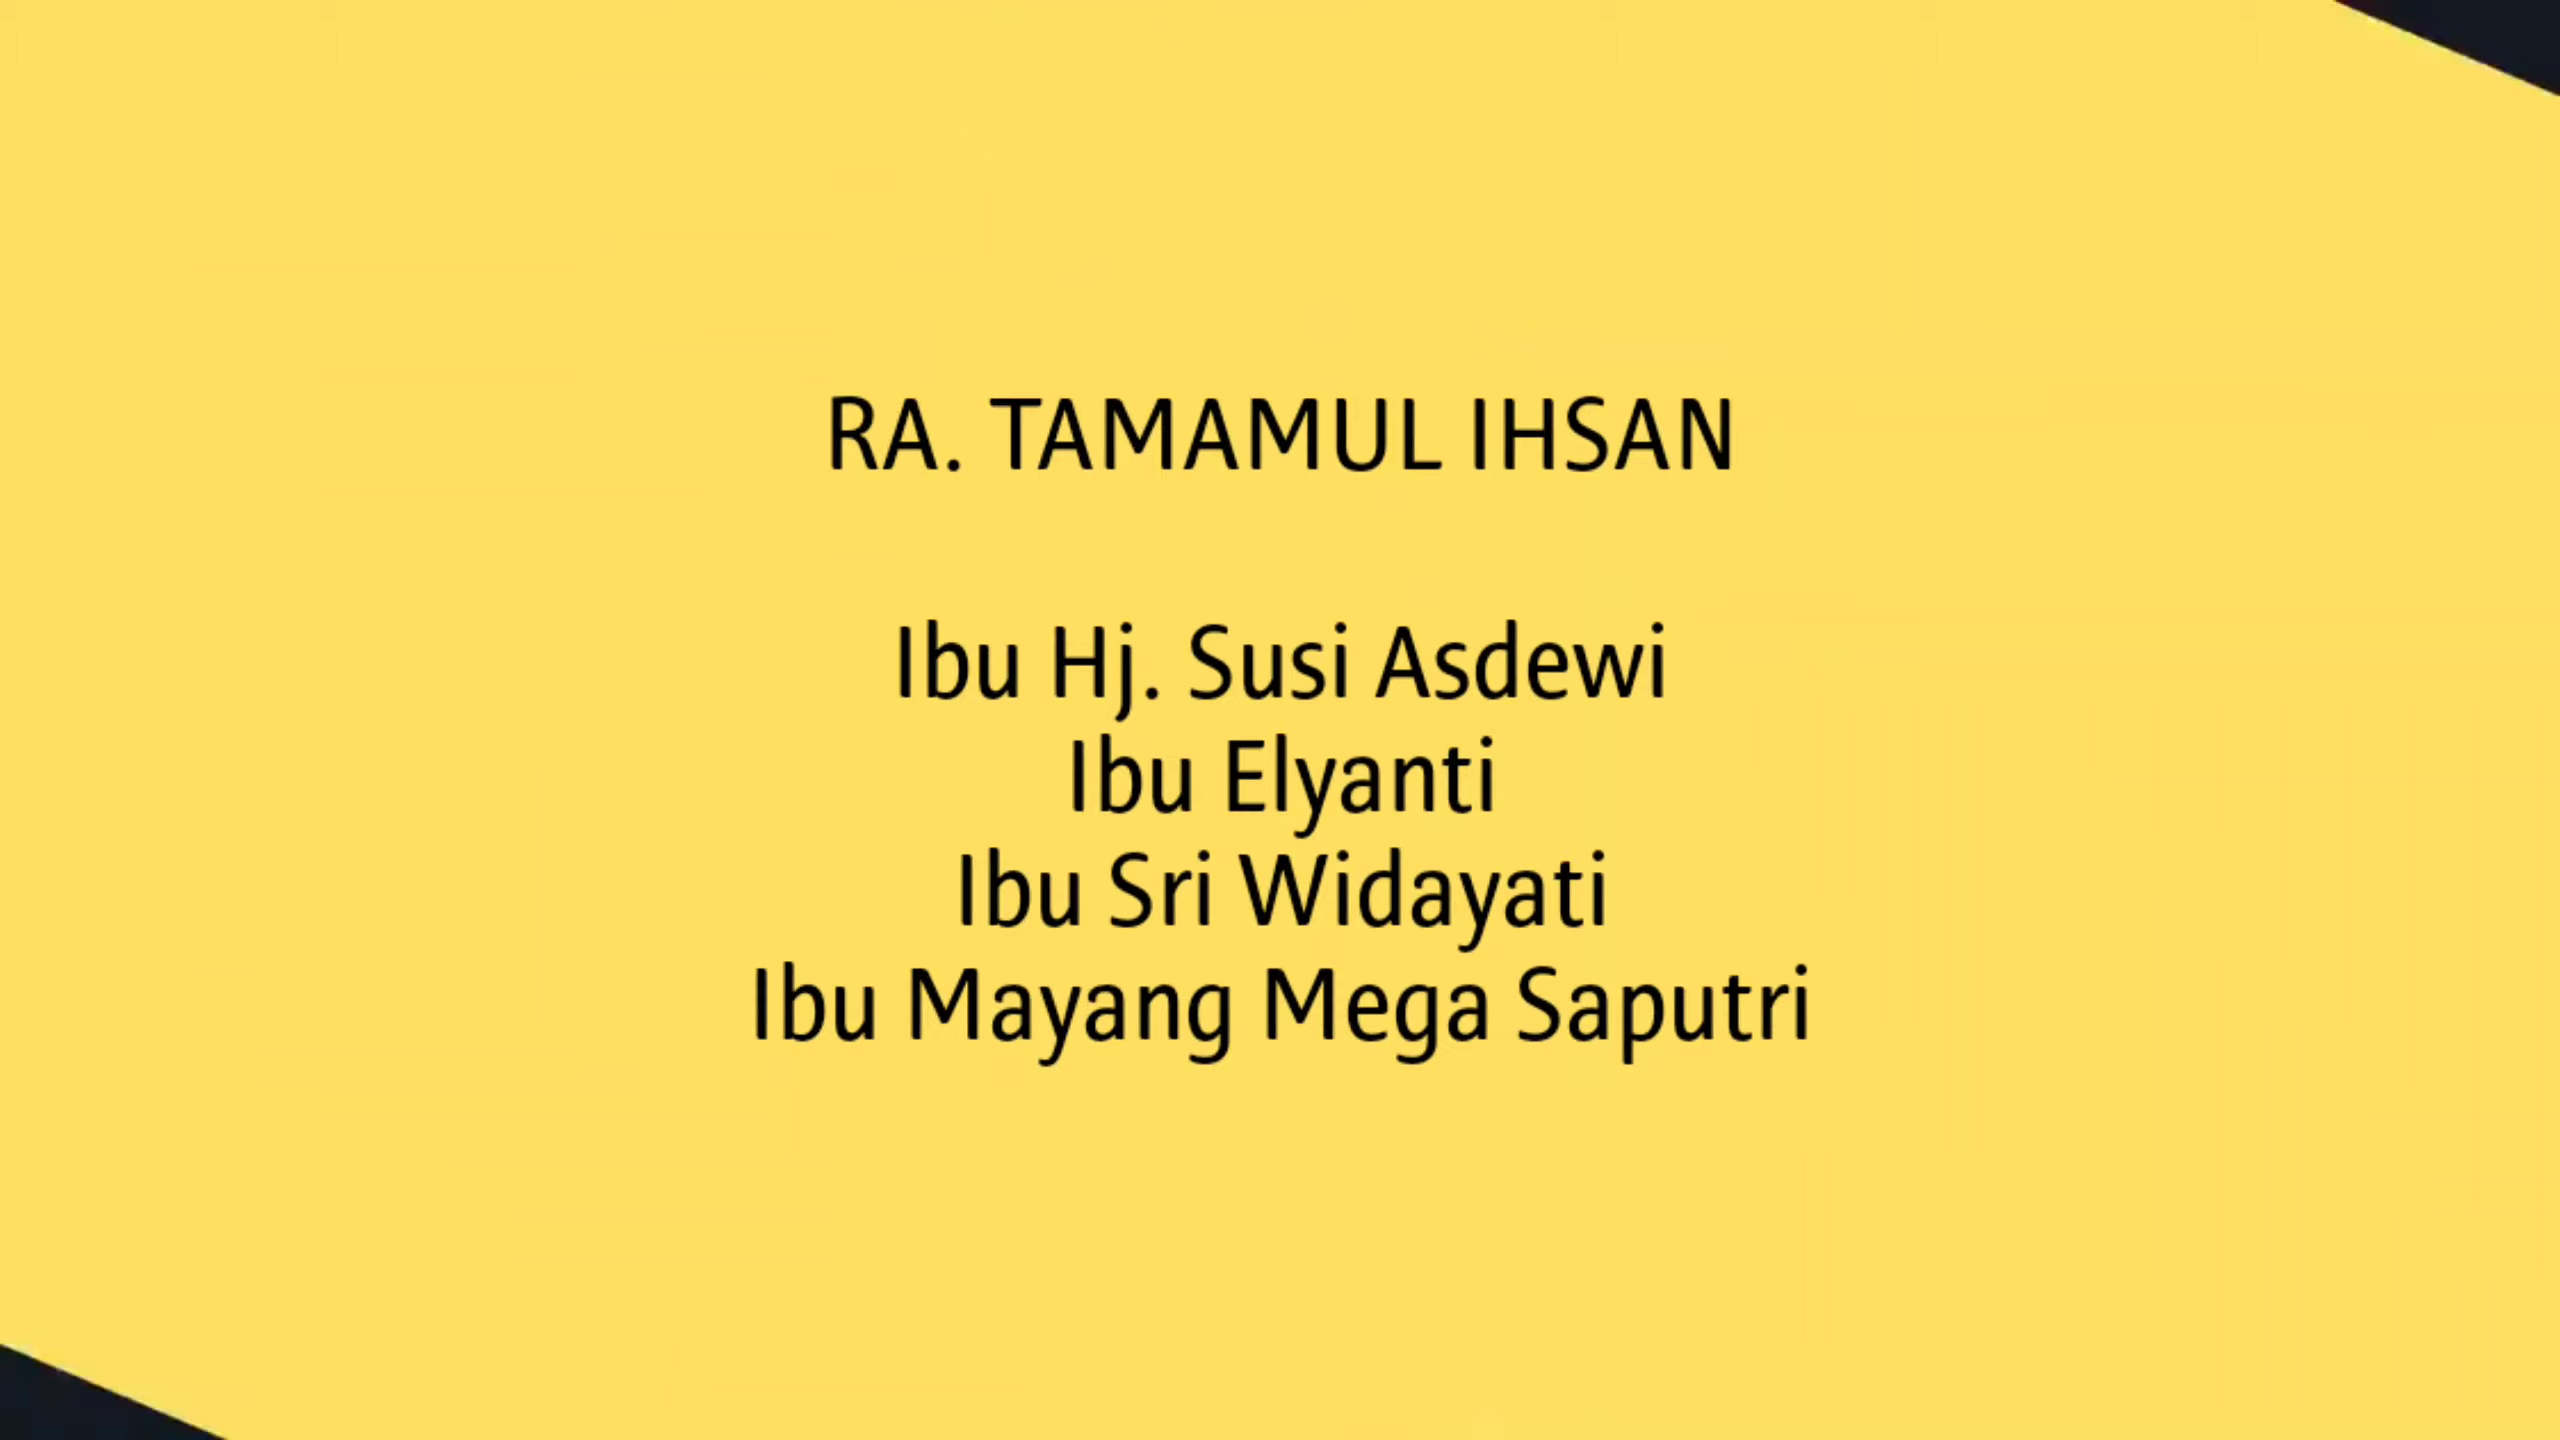 RA. TAMAMUL IHSAN
Ibu Hj. Susi Asdewi
Ibu Elyanti
Ibu Sri Widayati
Ibu Mayang Mega Saputri